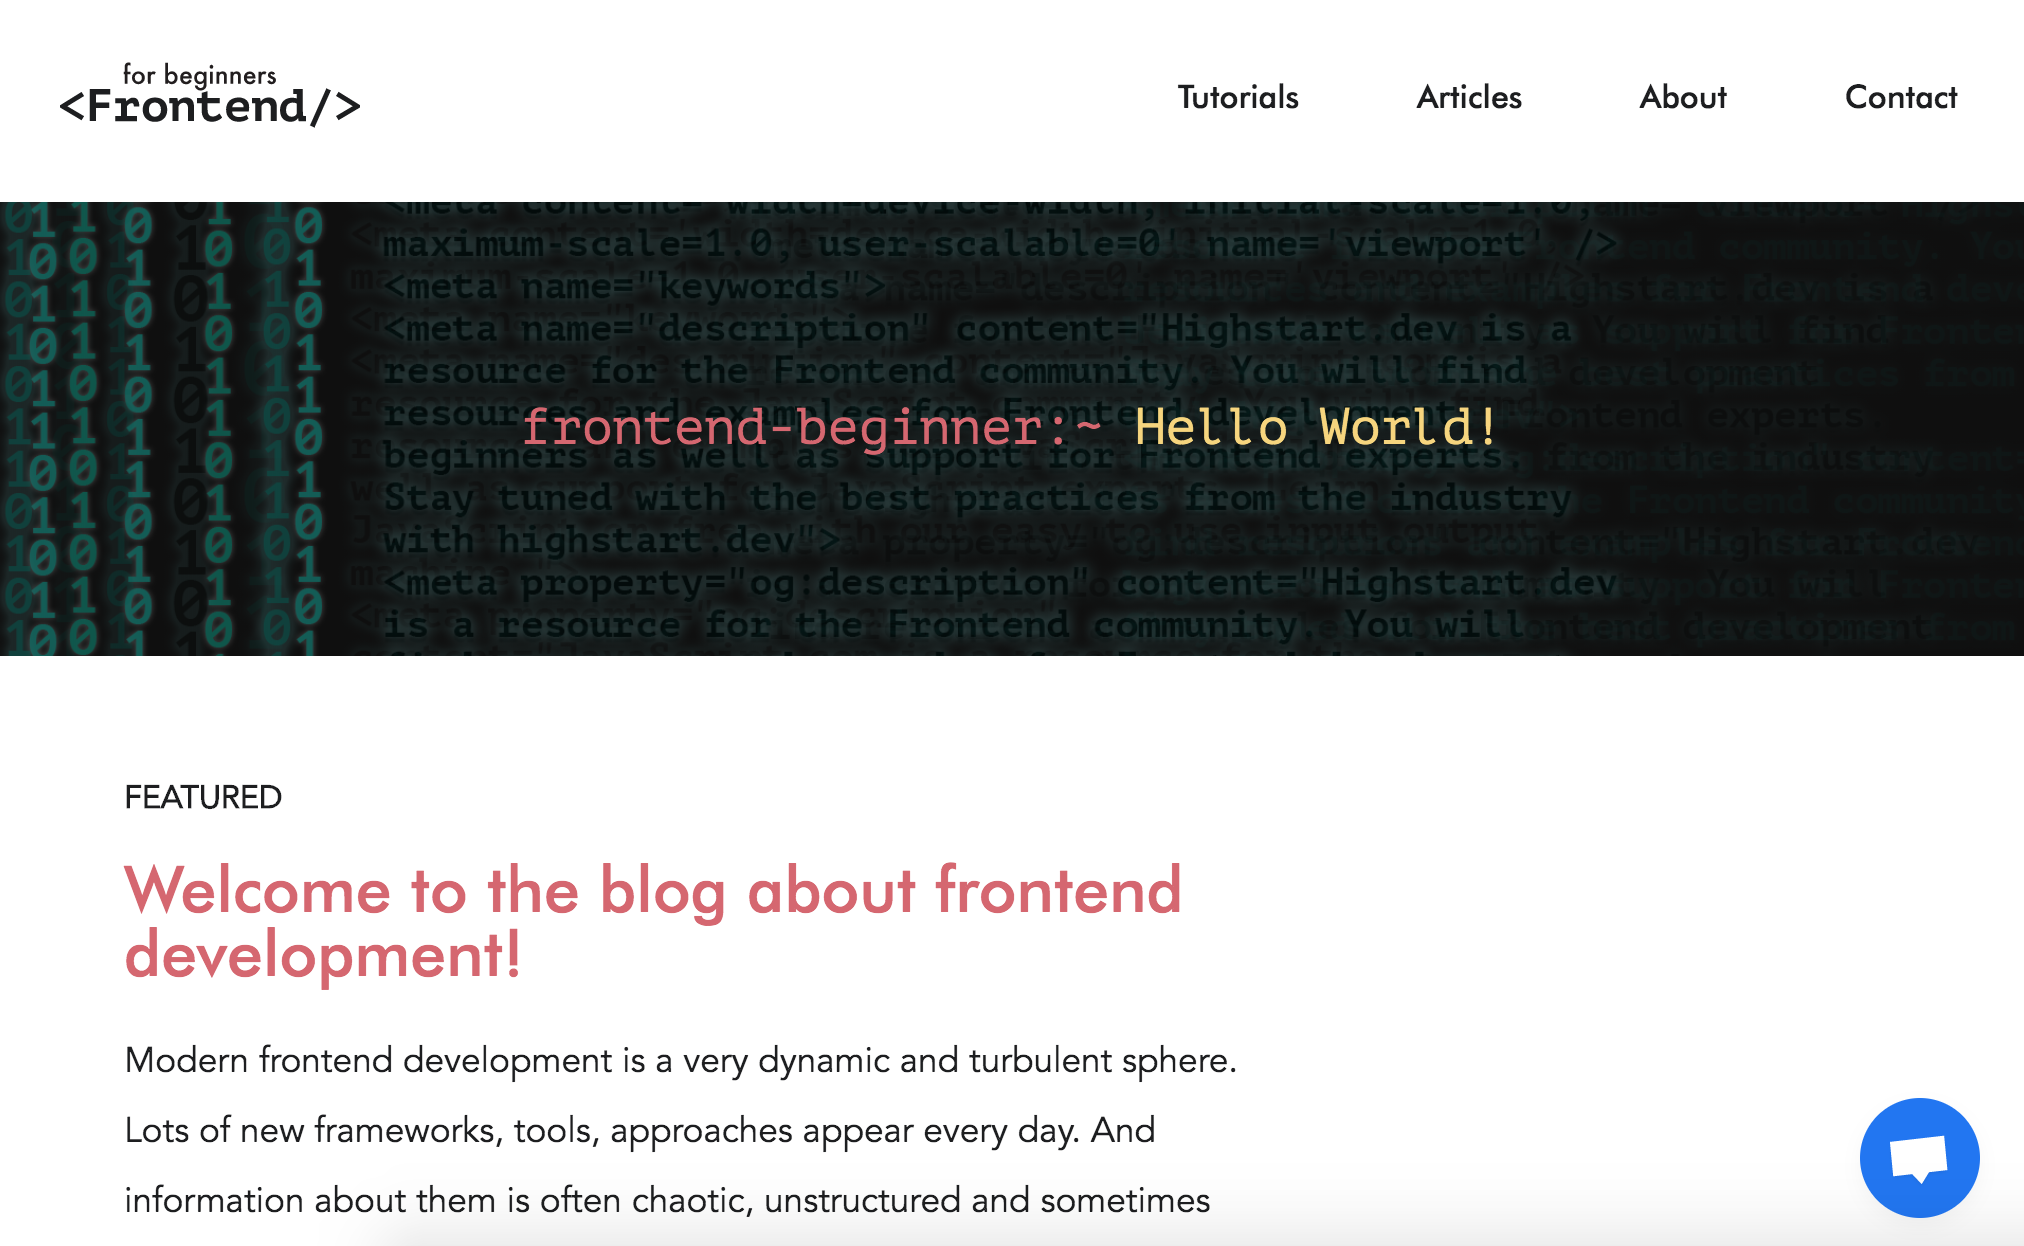 for beginners
<Frontend/>
Tutorials
Articles
About
Contact
maximum-scale=1.0, user-scalable=0' name='viewport' />
<meta name="keywords">
<meta name="description" content="Highstart.dev is a
resource for the Frontend community. You will find
frontend-beginner:~ Hello World!
beginners as well as support for Frontend experts.
Stay tuned with the best practices from the industry
with highstart.dev">
<meta property="og:description" content="Highstart.dev
is a resource for the Frontend community. You will
FEATURED
Welcome to the blog about frontend
development!
Modern frontend development is a very dynamic and turbulent sphere.
Lots of new frameworks, tools, approaches appear every day. And
information about them is often chaotic, unstructured and sometimes